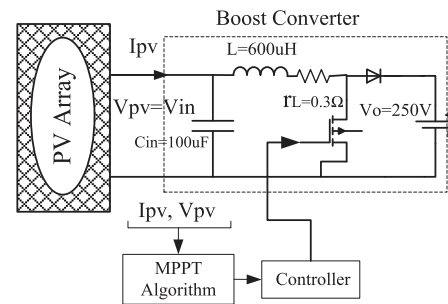 Boost Converter
Ipv
L=600uH
rL=0.3Ω
Vpv=Vin
Cin=100uF
Vo=250V
PV Array
Ipv, Vpv
MPPT
Algorithm
Controller